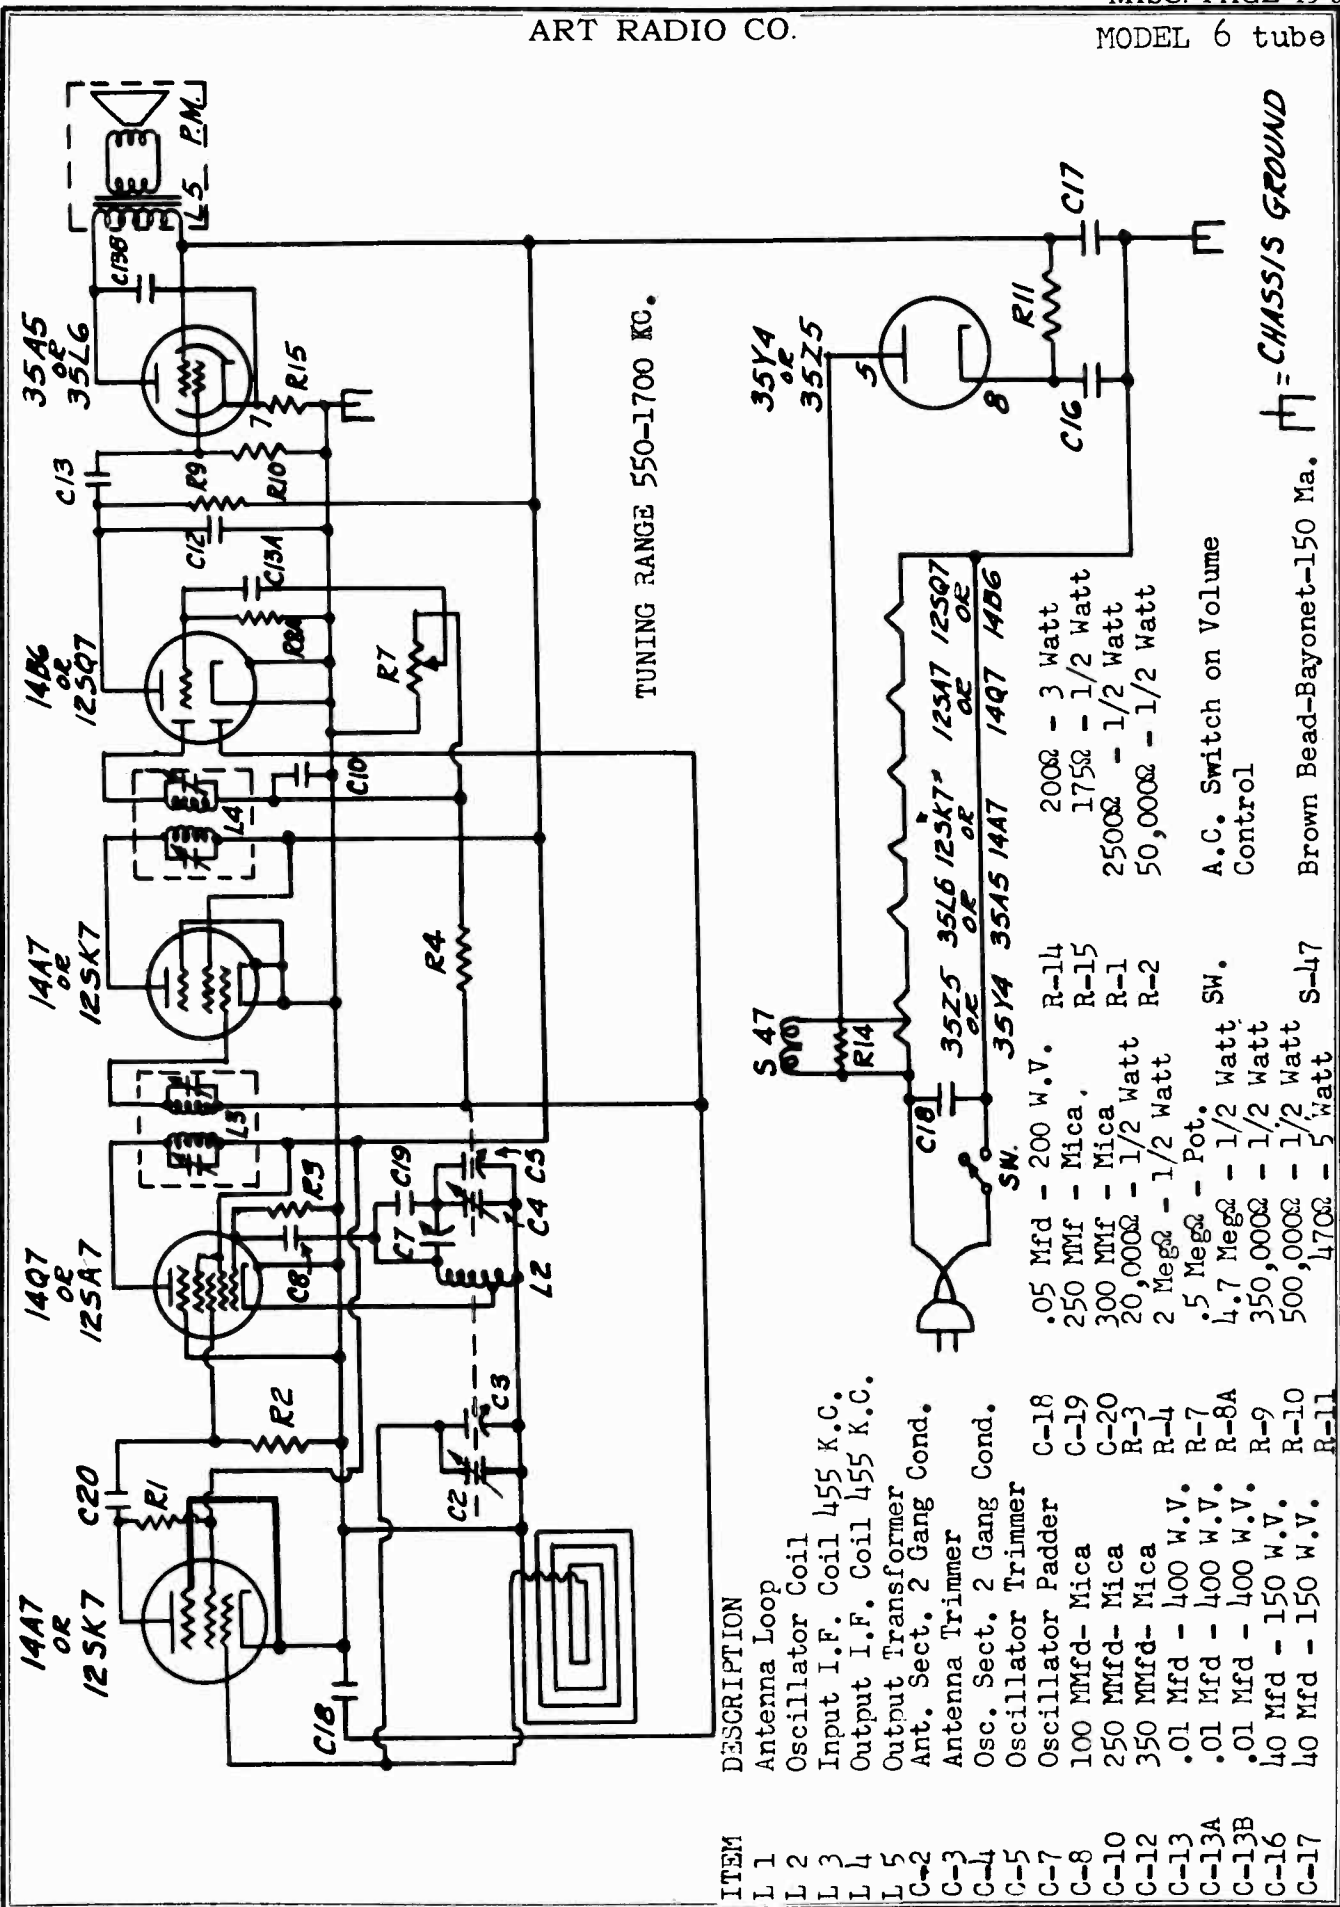 ART RADIO CO.
MODEL 6 tube
14A7
OR
12SK7
14Q7
OR
12SA7
14A7
OR
12SK7
14B6
OR
12SQ7
35A5
OR
35L6
C20
R1
R2
C18
C2
C3
L3
R3
C8
C19
C7
C4
C5
L2
L4
R4
C10
R7
R8A
C13A
C12
R9
C13
R10
7
R15
C13B
L5
P.M.
TUNING RANGE 550-1700 KC.
35Y4
OR
35Z5
5
8
R11
C16
C17
S 47
R14
C18
SW.
35Z5 35L6 12SK7" 12SA7 12SQ7
OR OR OR OR OR
35Y4 35A5 14A7 14Q7 14B6
= CHASSIS GROUND
ITEM DESCRIPTION
L 1 Antenna Loop
L 2 Oscillator Coil
L 3 Input I.F. Coil 455 K.C.
L 4 Output I.F. Coil 455 K.C.
L 5 Output Transformer
C-2 Ant. Sect. 2 Gang Cond.
C-3 Antenna Trimmer
C-4 Osc. Sect. 2 Gang Cond.
C-5 Oscillator Trimmer
C-7 Oscillator Padder
C-8 100 MMfd- Mica
C-10 250 MMfd- Mica
C-12 350 MMfd- Mica
C-13 .01 Mfd - 400 W.V.
C-13A .01 Mfd - 400 W.V.
C-13B .01 Mfd - 400 W.V.
C-16 40 Mfd - 150 W.V.
C-17 40 Mfd - 150 W.V.
C-18 .05 Mfd - 200 W.V.
C-19 250 MMf - Mica.
C-20 300 MMf - Mica
R-3 20,000Ω - 1/2 Watt
R-4 2 MegΩ - 1/2 Watt
R-7 .5 MegΩ - Pot.
R-8A 4.7 MegΩ - 1/2 Watt
R-9 350,000Ω - 1/2 Watt
R-10 500,000Ω - 1/2 Watt
R-11 470Ω - 5 Watt
R-14 200Ω - 3 Watt
R-15 175Ω - 1/2 Watt
R-1 2500Ω - 1/2 Watt
R-2 50,000Ω - 1/2 Watt
SW. A.C. Switch on Volume
Control
S-47 Brown Bead-Bayonet-150 Ma.